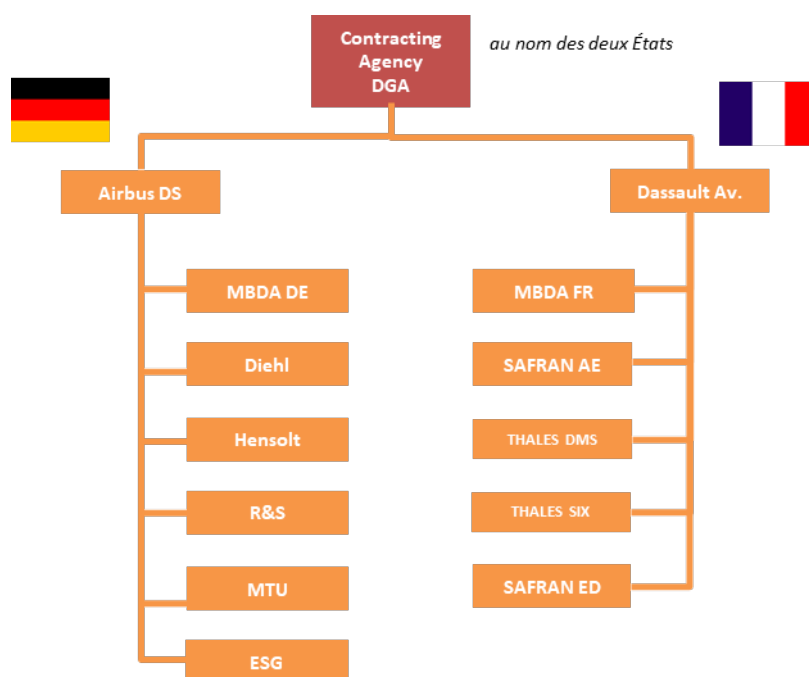 Contracting
Agency
DGA
au nom des deux États
Airbus DS
Dassault Av.
MBDA DE
MBDA FR
Diehl
SAFRAN AE
Hensolt
THALES DMS
R&S
THALES SIX
MTU
SAFRAN ED
ESG